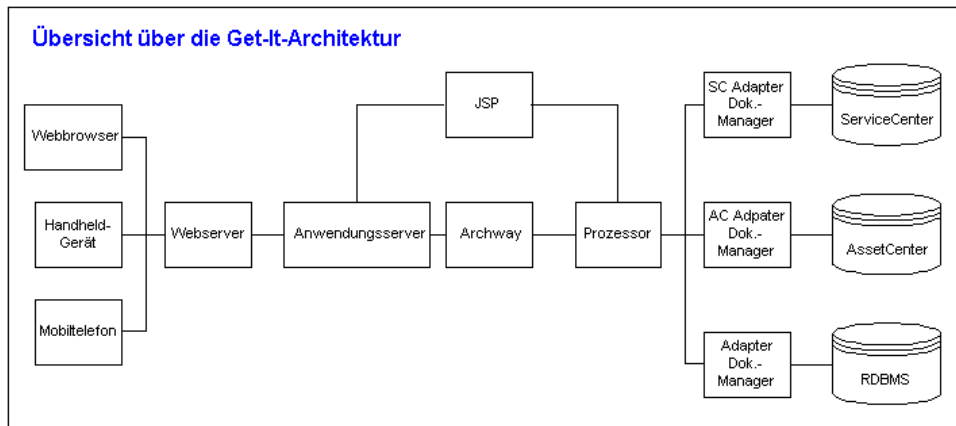 Übersicht über die Get-It-Architektur
Webbrowser
Handheld-
Gerät
Mobiltelefon
Webserver
Anwendungsserver
JSP
Archway
Prozessor
SC Adapter
Dok.-
Manager
ServiceCenter
AC Adpater
Dok.-
Manager
AssetCenter
Adapter
Dok.-
Manager
RDBMS